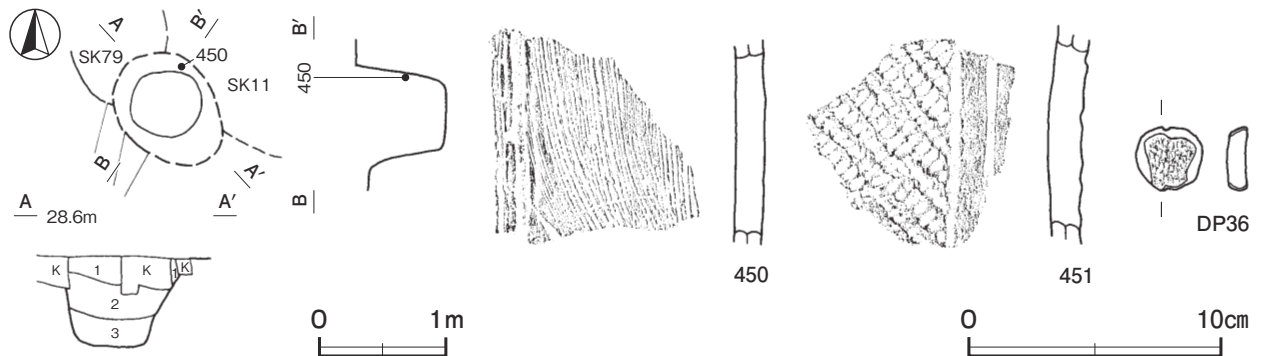 A
B′
SK79
450
SK11
B
A′
A 28.6m A′
K 1 K 1 K
2
3
B′
450
B
0 1m
450
451
DP36
0 10cm